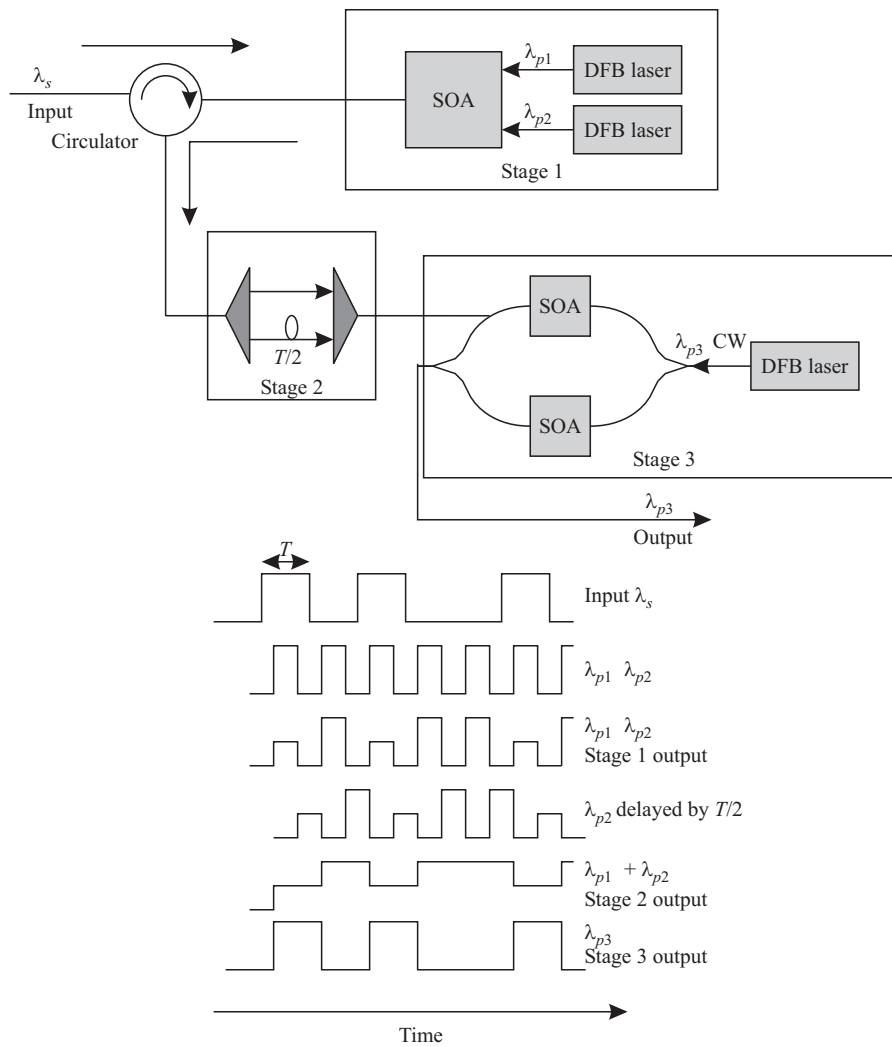 λs
Input
Circulator
SOA
λp1
DFB laser
λp2
DFB laser
Stage 1
T/2
Stage 2
SOA
SOA
λp3 CW
DFB laser
Stage 3
λp3
Output
T
Input λs
λp1 λp2
λp1 λp2
Stage 1 output
λp2 delayed by T/2
λp1 + λp2
Stage 2 output
λp3
Stage 3 output
Time